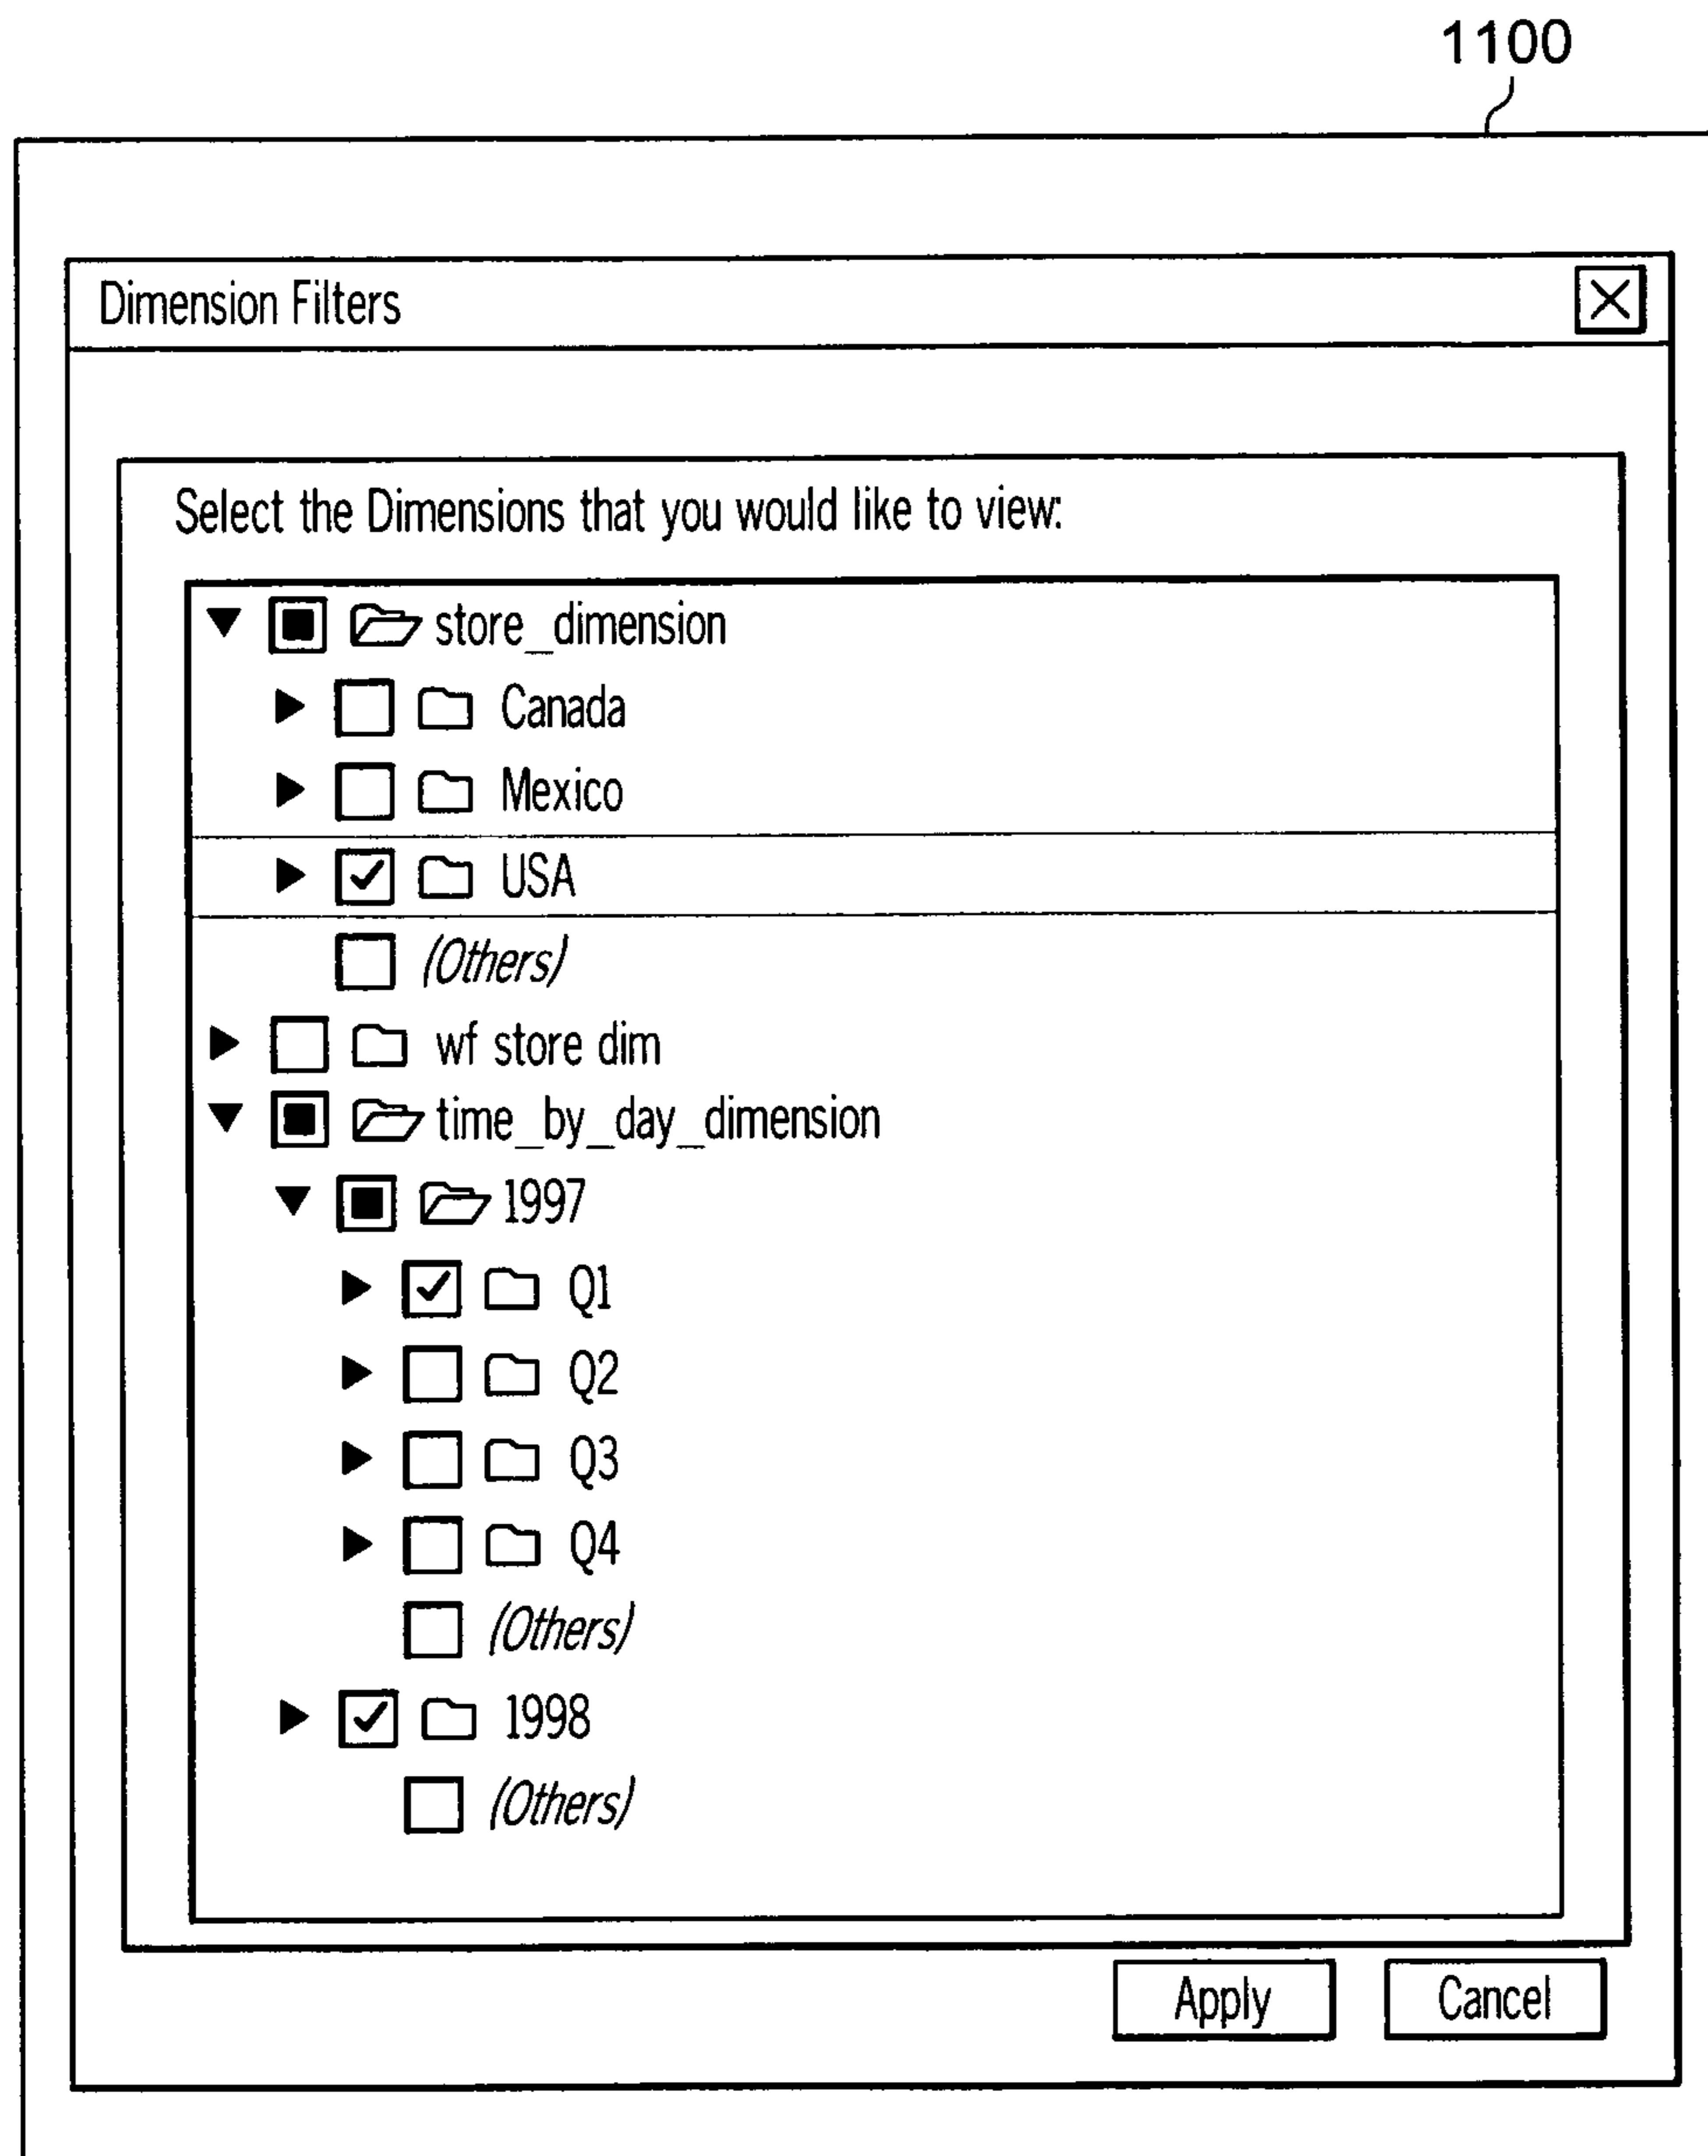 1100
Dimension Filters
Select the Dimensions that you would like to view:
store_dimension
Canada
Mexico
USA
(Others)
wf store dim
time_by_day_dimension
1997
Q1
Q2
Q3
Q4
(Others)
1998
(Others)
Apply Cancel